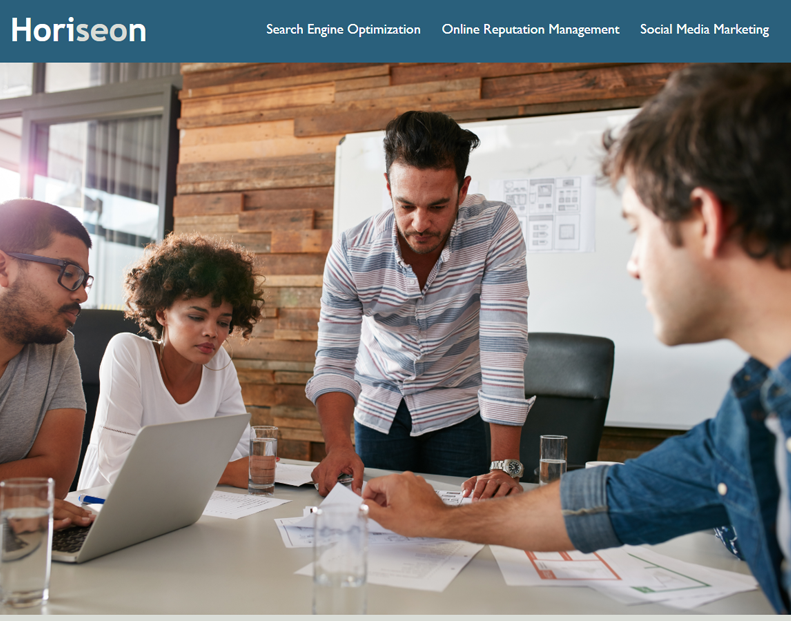 Horiseon
Search Engine Optimization
Online Reputation Management
Social Media Marketing